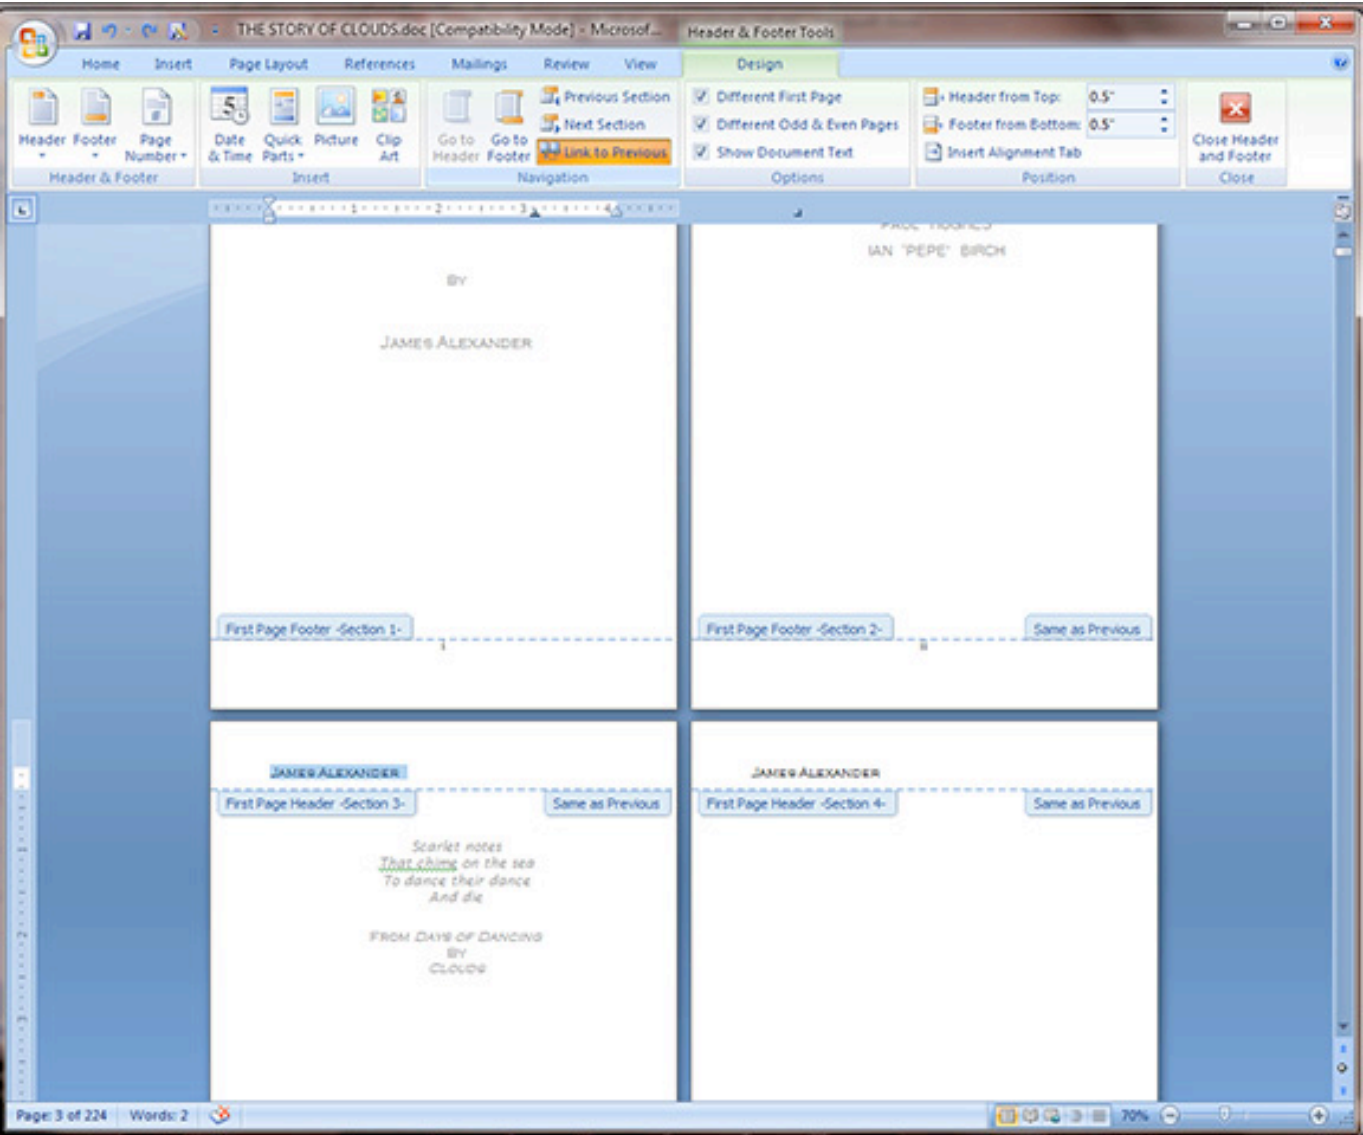 THE STORY OF CLOUDS.doc [Compatibility Mode] - Microsof...
Header & Footer Tools
Home Insert Page Layout References Mailings Review View Design
Header Footer Page Number
Header & Footer
Date & Time Quick Parts Picture Clip Art
Insert
Go to Header Go to Footer
Previous Section
Next Section
Link to Previous
Navigation
Different First Page
Different Odd & Even Pages
Show Document Text
Options
Header from Top: 0.5"
Footer from Bottom: 0.5"
Insert Alignment Tab
Position
Close Header and Footer
Close
1 2 3 4
BY
JAMES ALEXANDER
First Page Footer -Section 1-
PAUL HUGHES
IAN "PEPE" BIRCH
First Page Footer -Section 2- Same as Previous
JAMES ALEXANDER
First Page Header -Section 3- Same as Previous
Scarlet notes
That chime on the sea
To dance their dance
And die
FROM DAYS OF DANCING
BY
CLOUDS
JAMES ALEXANDER
First Page Header -Section 4- Same as Previous
Page: 3 of 224 Words: 2 70%